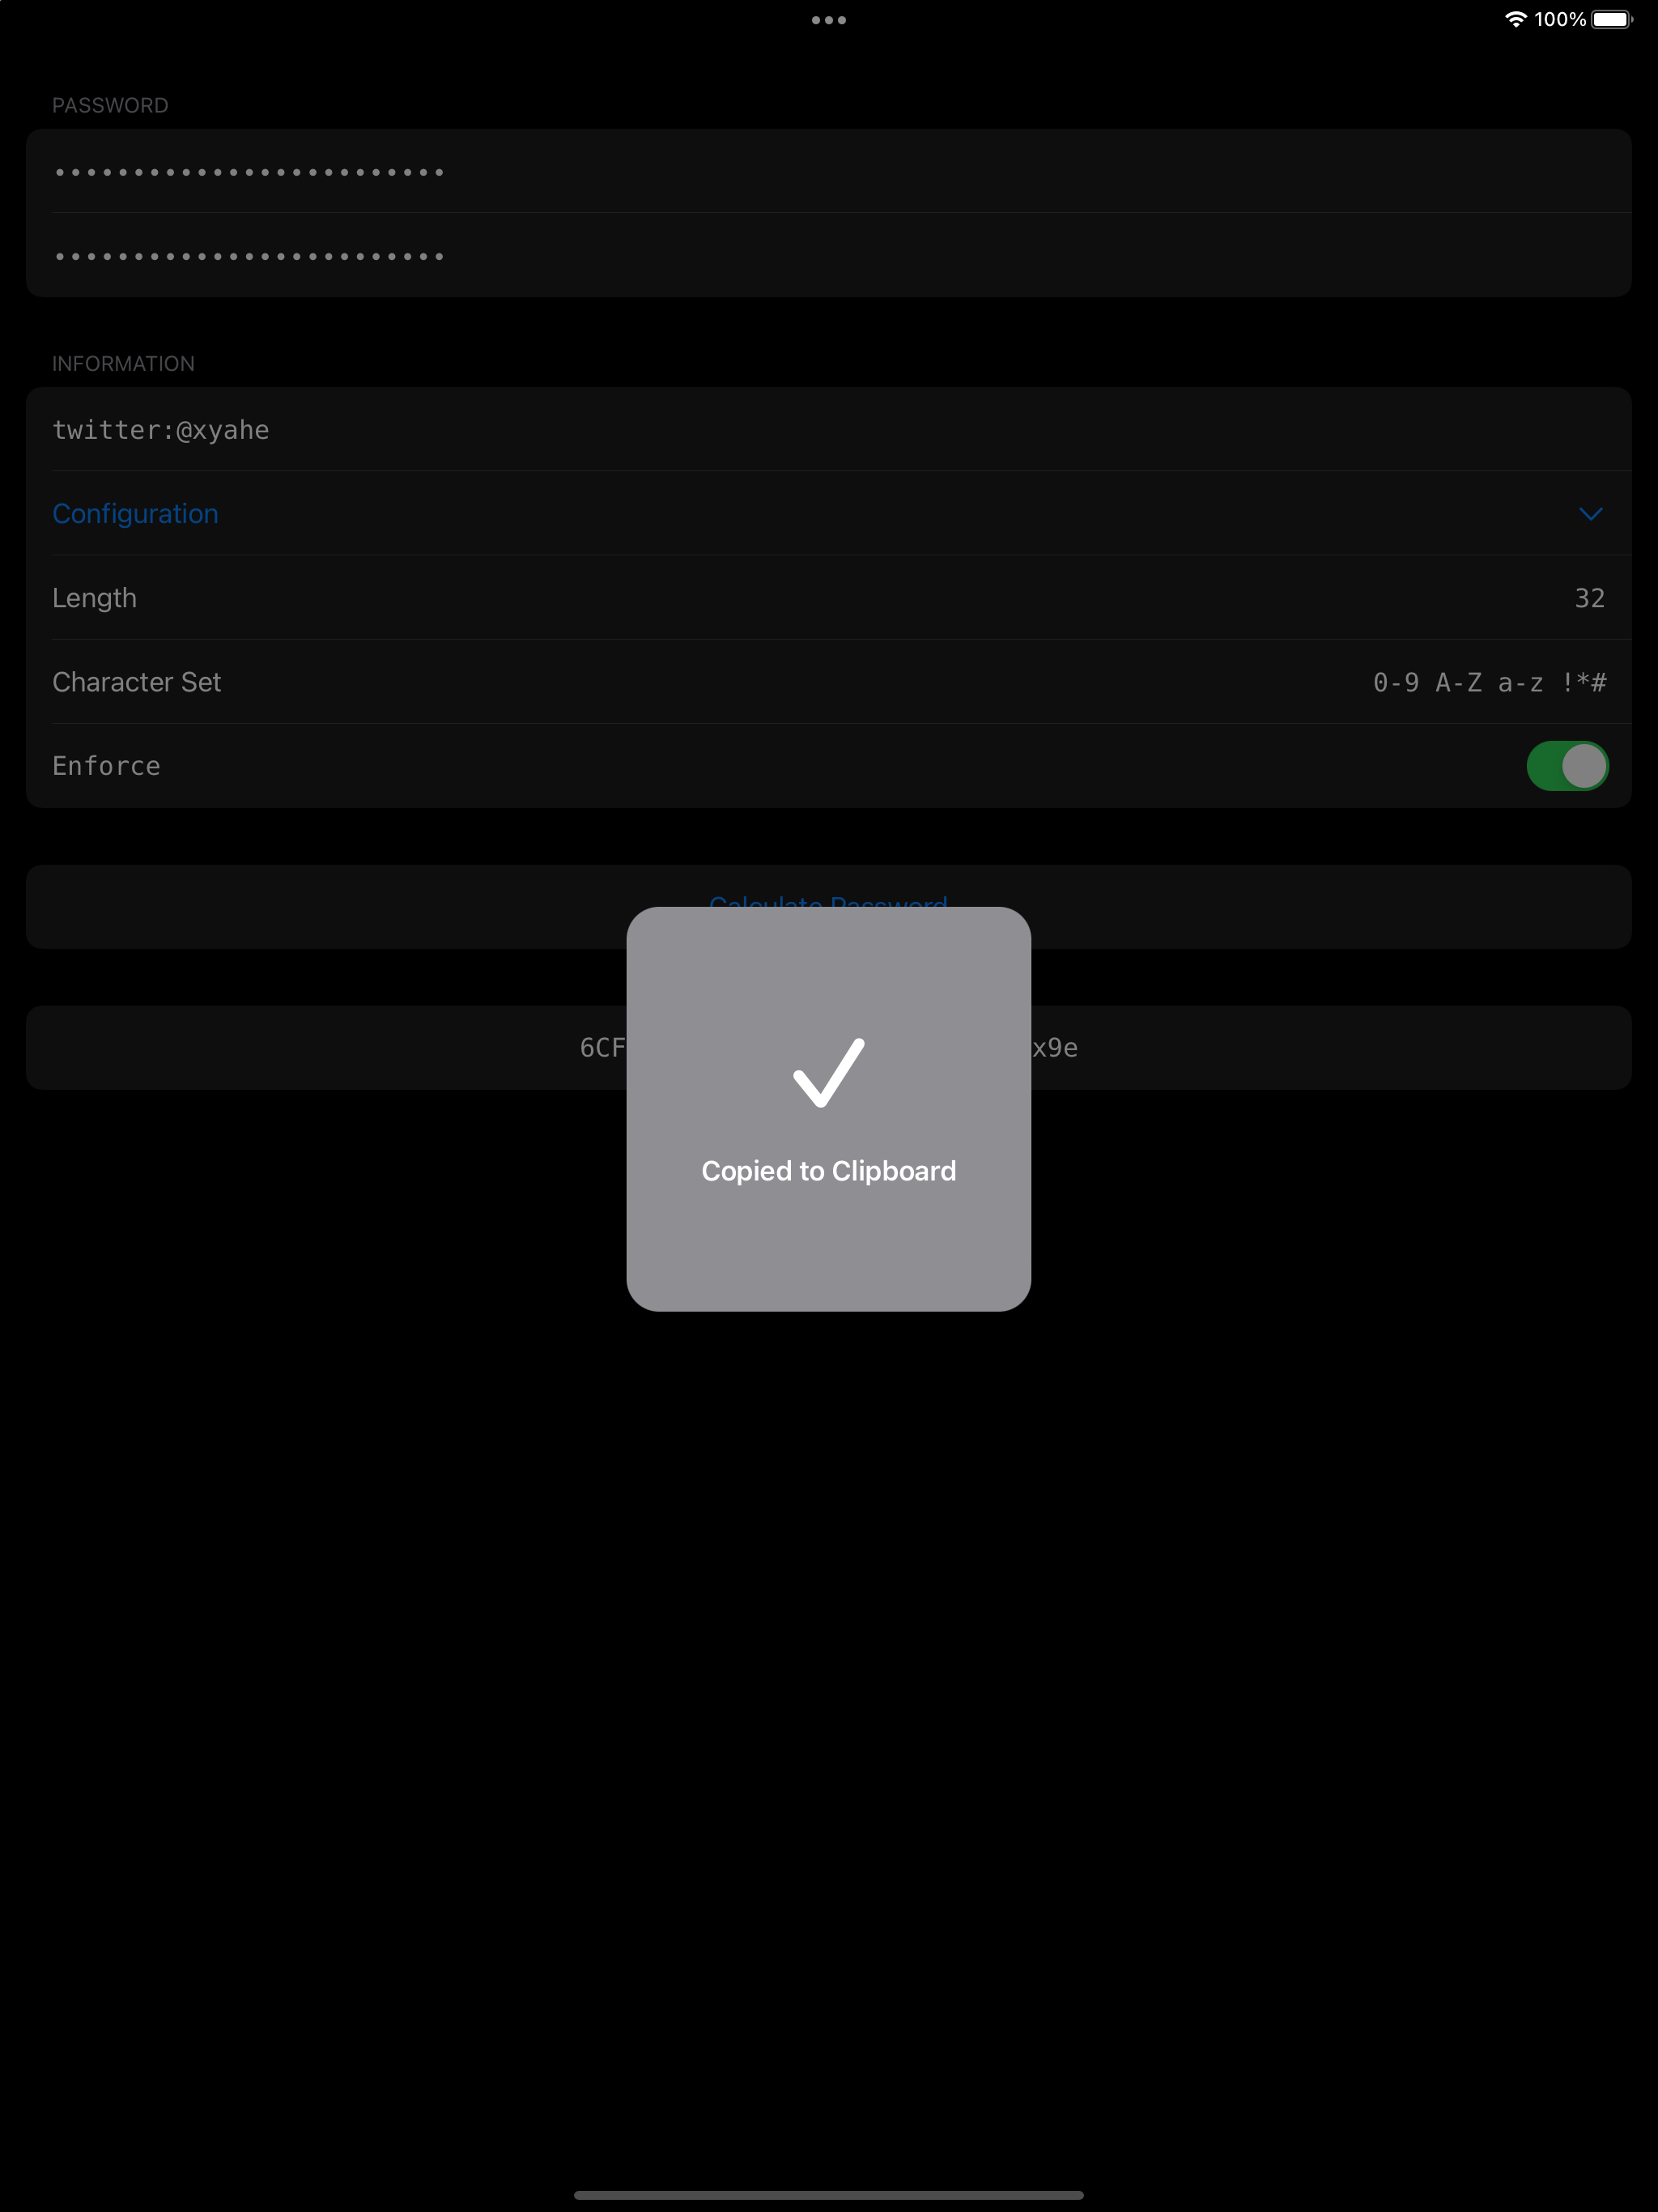 100%
PASSWORD
•••••••••••••••••••••••••
•••••••••••••••••••••••••
INFORMATION
twitter:@xyahe
Configuration
Length 32
Character Set 0-9 A-Z a-z !*#
Enforce
Calculate Password
6CF x9e
Copied to Clipboard